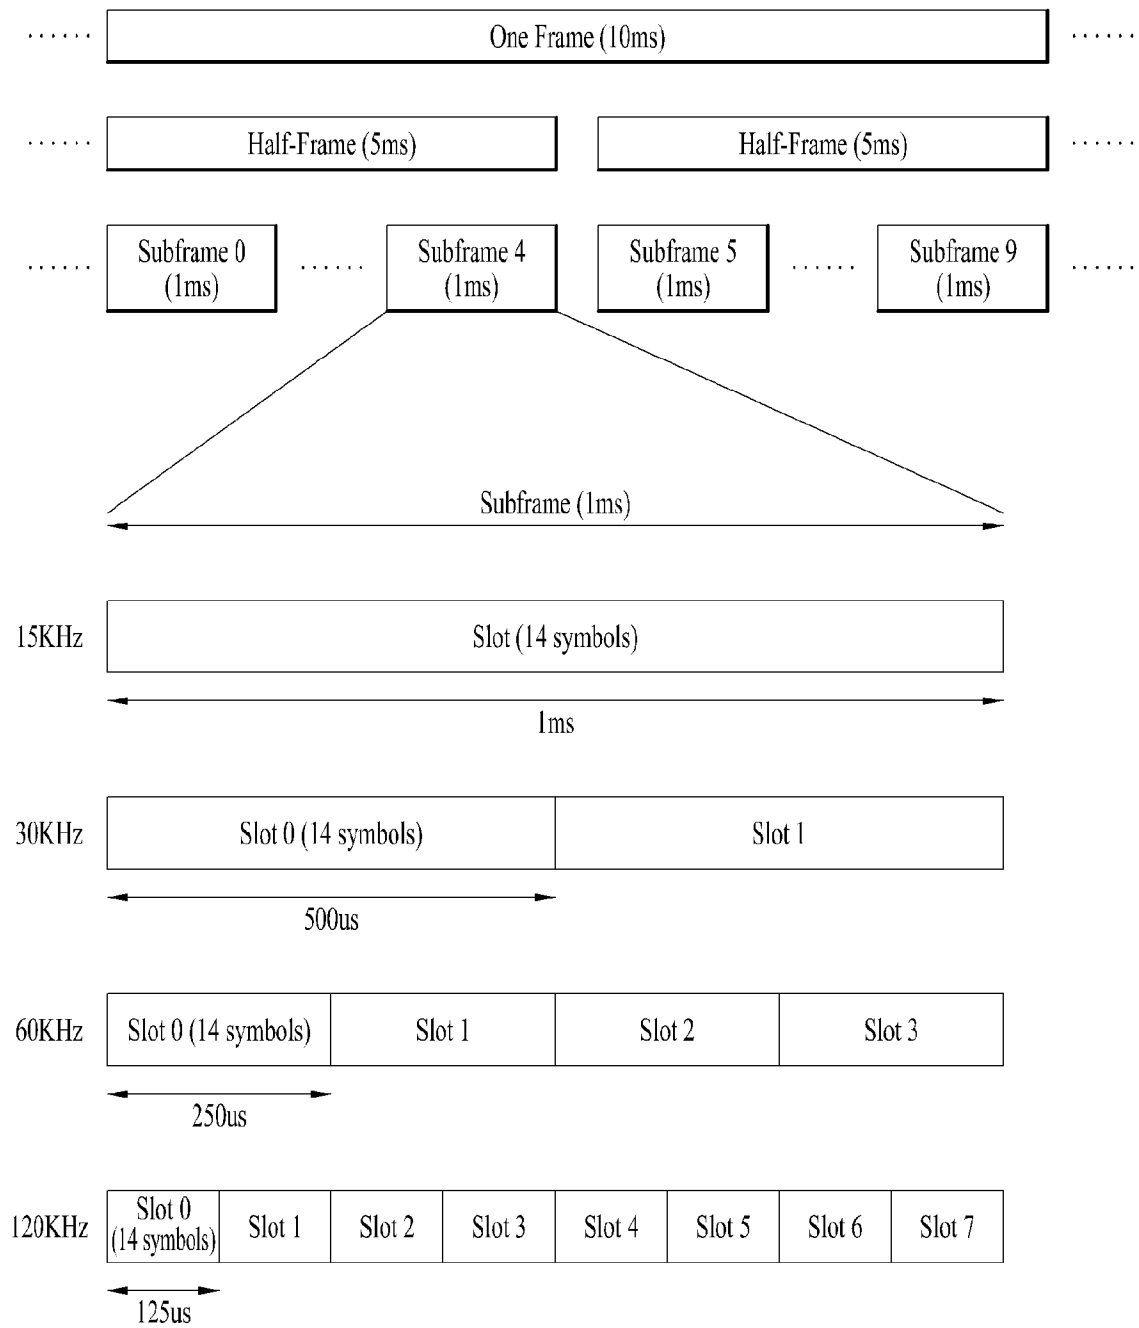 ...... One Frame (10ms) ......
...... Half-Frame (5ms) Half-Frame (5ms) ......
...... Subframe 0 (1ms) ...... Subframe 4 (1ms) Subframe 5 (1ms) ...... Subframe 9 (1ms) ......
Subframe (1ms)
15KHz Slot (14 symbols)
1ms
30KHz Slot 0 (14 symbols) Slot 1
500us
60KHz Slot 0 (14 symbols) Slot 1 Slot 2 Slot 3
250us
120KHz Slot 0 (14 symbols) Slot 1 Slot 2 Slot 3 Slot 4 Slot 5 Slot 6 Slot 7
125us